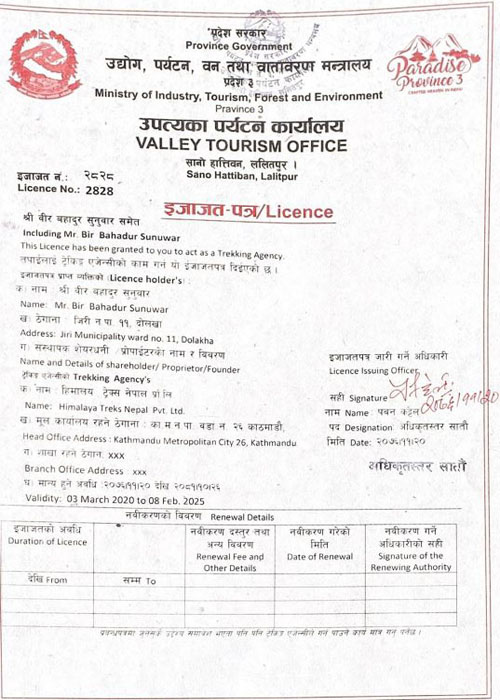 प्रदेश सरकार
Province Government
उद्योग, पर्यटन, वन तथा वातावरण मन्त्रालय
प्रदेश ३
Ministry of Industry, Tourism, Forest and Environment
Pravince 3
Paradise
Province 3
उपत्यका पर्यटन कार्यालय
VALLEY TOURISM OFFICE
सानो हात्तिवन, ललितपुर ।
Sano Hattiban, Lalitpur
इजाजत नं.: २८२८
Licence No.: 2828
इजाजत-पत्र/Licence
श्री वीर बहादुर सुनुवार समेत
Including Mr. Bir Bahadur Sunuwar
This Licence has been granted to you to act as a Trekking Agency.
तपाईलाई ट्रेकिङ एजेन्सीको काम गर्न यो इजाजतपत्र दिइएको छ ।
इजाजतपत्र प्राप्त व्यक्तिको (Licence holder's) :
क. नाम : श्री वीर बहादुर सुनुवार
Name: Mr. Bir Bahadur Sunuwar
ख. ठेगाना : जिरी न.पा. ११, दोलखा
Address: Jiri Municipality ward no. 11, Dolakha
ग. संस्थापक शेयरधनी / प्रोपाईटरका नाम र विवरण
Name and Details of shareholder/ Proprietor/Founder
ट्रेकिङ एजेन्सीको Trekking Agency's
क. नाम : हिमालय ट्रेक्स नेपाल प्रा लि
Name: Himalaya Treks Nepal Pvt. Ltd.
ख. मूल कार्यालय रहने ठेगाना : का.म.न.पा. वडा नं. २६ काठमाडौं,
Head Office Address : Kathmandu Metropolitan City 26, Kathmandu
ग. शाखा रहने ठेगाना: xxx
Branch Office Address : xxx
घ. मान्य हुने अवधि :२०७६।११।२० देखि २०८१।१०।२६
Validity: 03 March 2020 to 08 Feb. 2025
इजाजतपत्र जारी गर्ने अधिकारी
Licence Issuing Officer
सही Signature
२०७६/११/२०
नाम Name : पवन कट्टेल
पद Designation : अधिकृतस्तर सातौं
मिति Date: २०७६।११।२०
अधिकृतस्तर सातौं
नवीकरणको विवरण Renewal Details
इजाजतको अवधि
Duration of Licence
नवीकरण दस्तुर तथा
अन्य विवरण
Renewal Fee and
Other Details
नवीकरण गरेको
मिति
Date of Renewal
नवीकरण गर्ने
अधिकारीको सही
Signature of the
Renewing Authority
देखि From
सम्म To